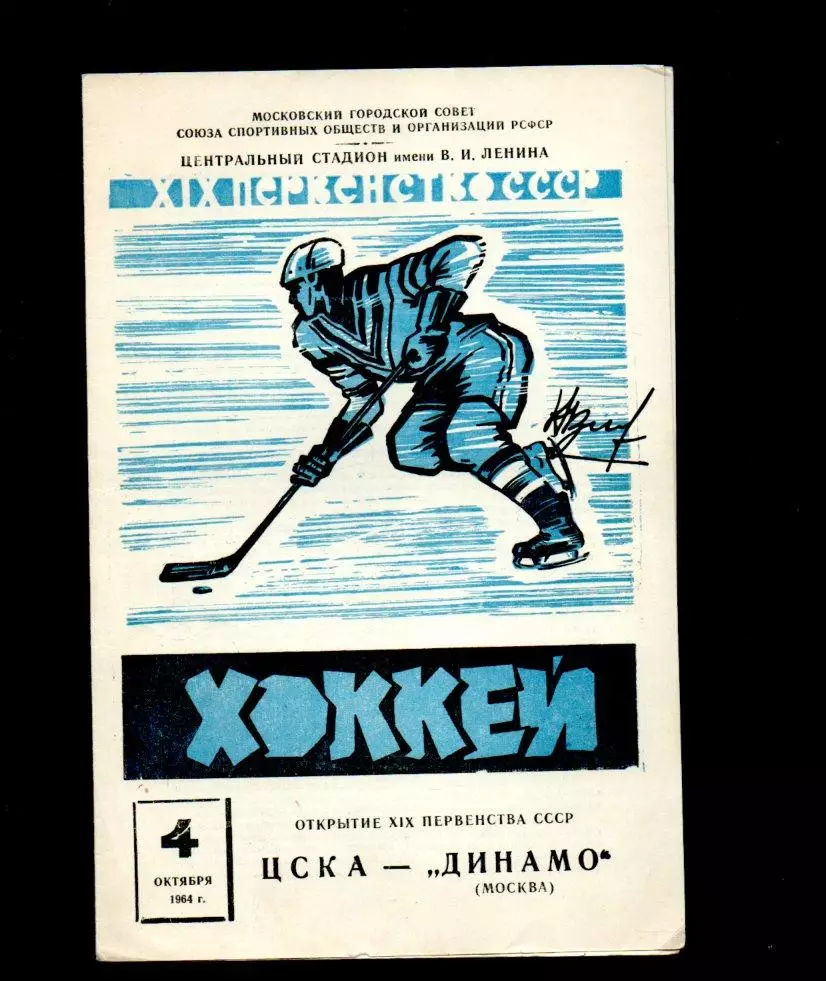 МОСКОВСКИЙ ГОРОДСКОЙ СОВЕТ
СОЮЗА СПОРТИВНЫХ ОБЩЕСТВ И ОРГАНИЗАЦИЙ РСФСР
ЦЕНТРАЛЬНЫЙ СТАДИОН имени В. И. ЛЕНИНА
XIX ПЕРВЕНСТВО СССР
ХОККЕЙ
4
ОКТЯБРЯ
1964 г.
ОТКРЫТИЕ XIX ПЕРВЕНСТВА СССР
ЦСКА — „ДИНАМО“
(МОСКВА)